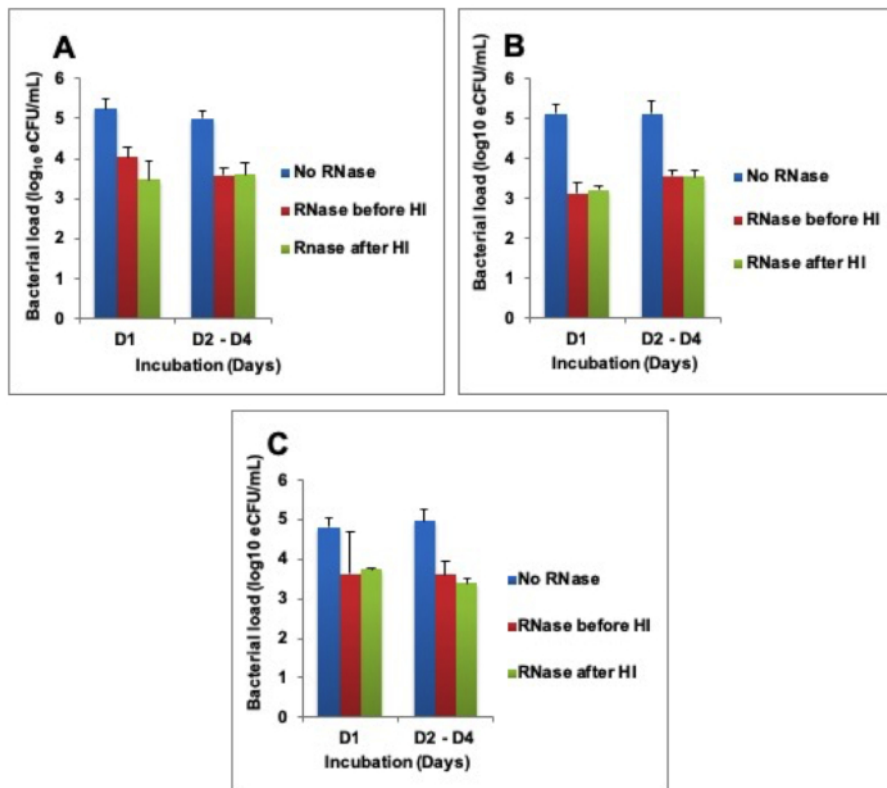 A
Bacterial load (log₁₀ eCFU/mL)
6
5
4
3
2
1
0
D1
D2 - D4
Incubation (Days)
No RNase
RNase before HI
Rnase after HI
B
Bacterial load (log10 eCFU/mL)
6
5
4
3
2
1
0
D1
D2 - D4
Incubation (Days)
No RNase
RNase before HI
RNase after HI
C
Bacterial load (log10 eCFU/mL)
6
5
4
3
2
1
0
D1
D2 - D4
Incubation (Days)
No RNase
RNase before HI
RNase after HI